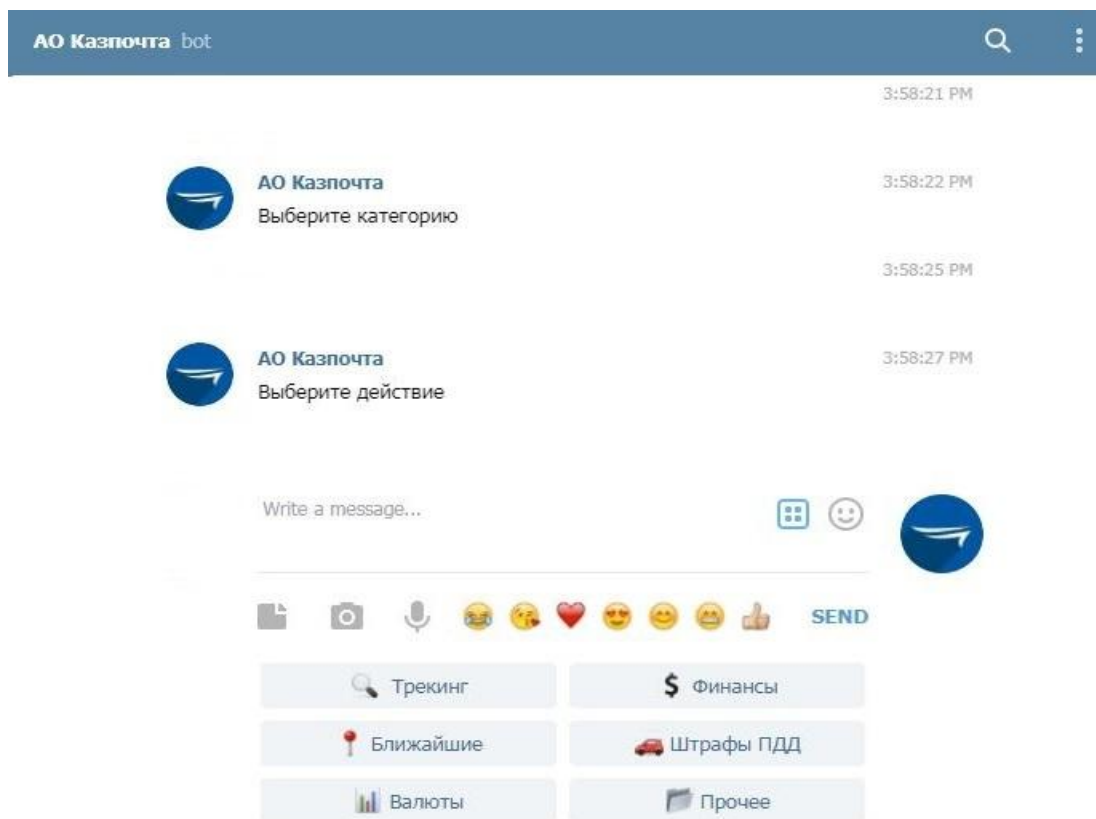 АО Казпочта bot
3:58:21 PM
АО Казпочта 3:58:22 PM
Выберите категорию
3:58:25 PM
АО Казпочта 3:58:27 PM
Выберите действие
Write a message...
SEND
Трекинг $ Финансы
Ближайшие Штрафы ПДД
Валюты Прочее